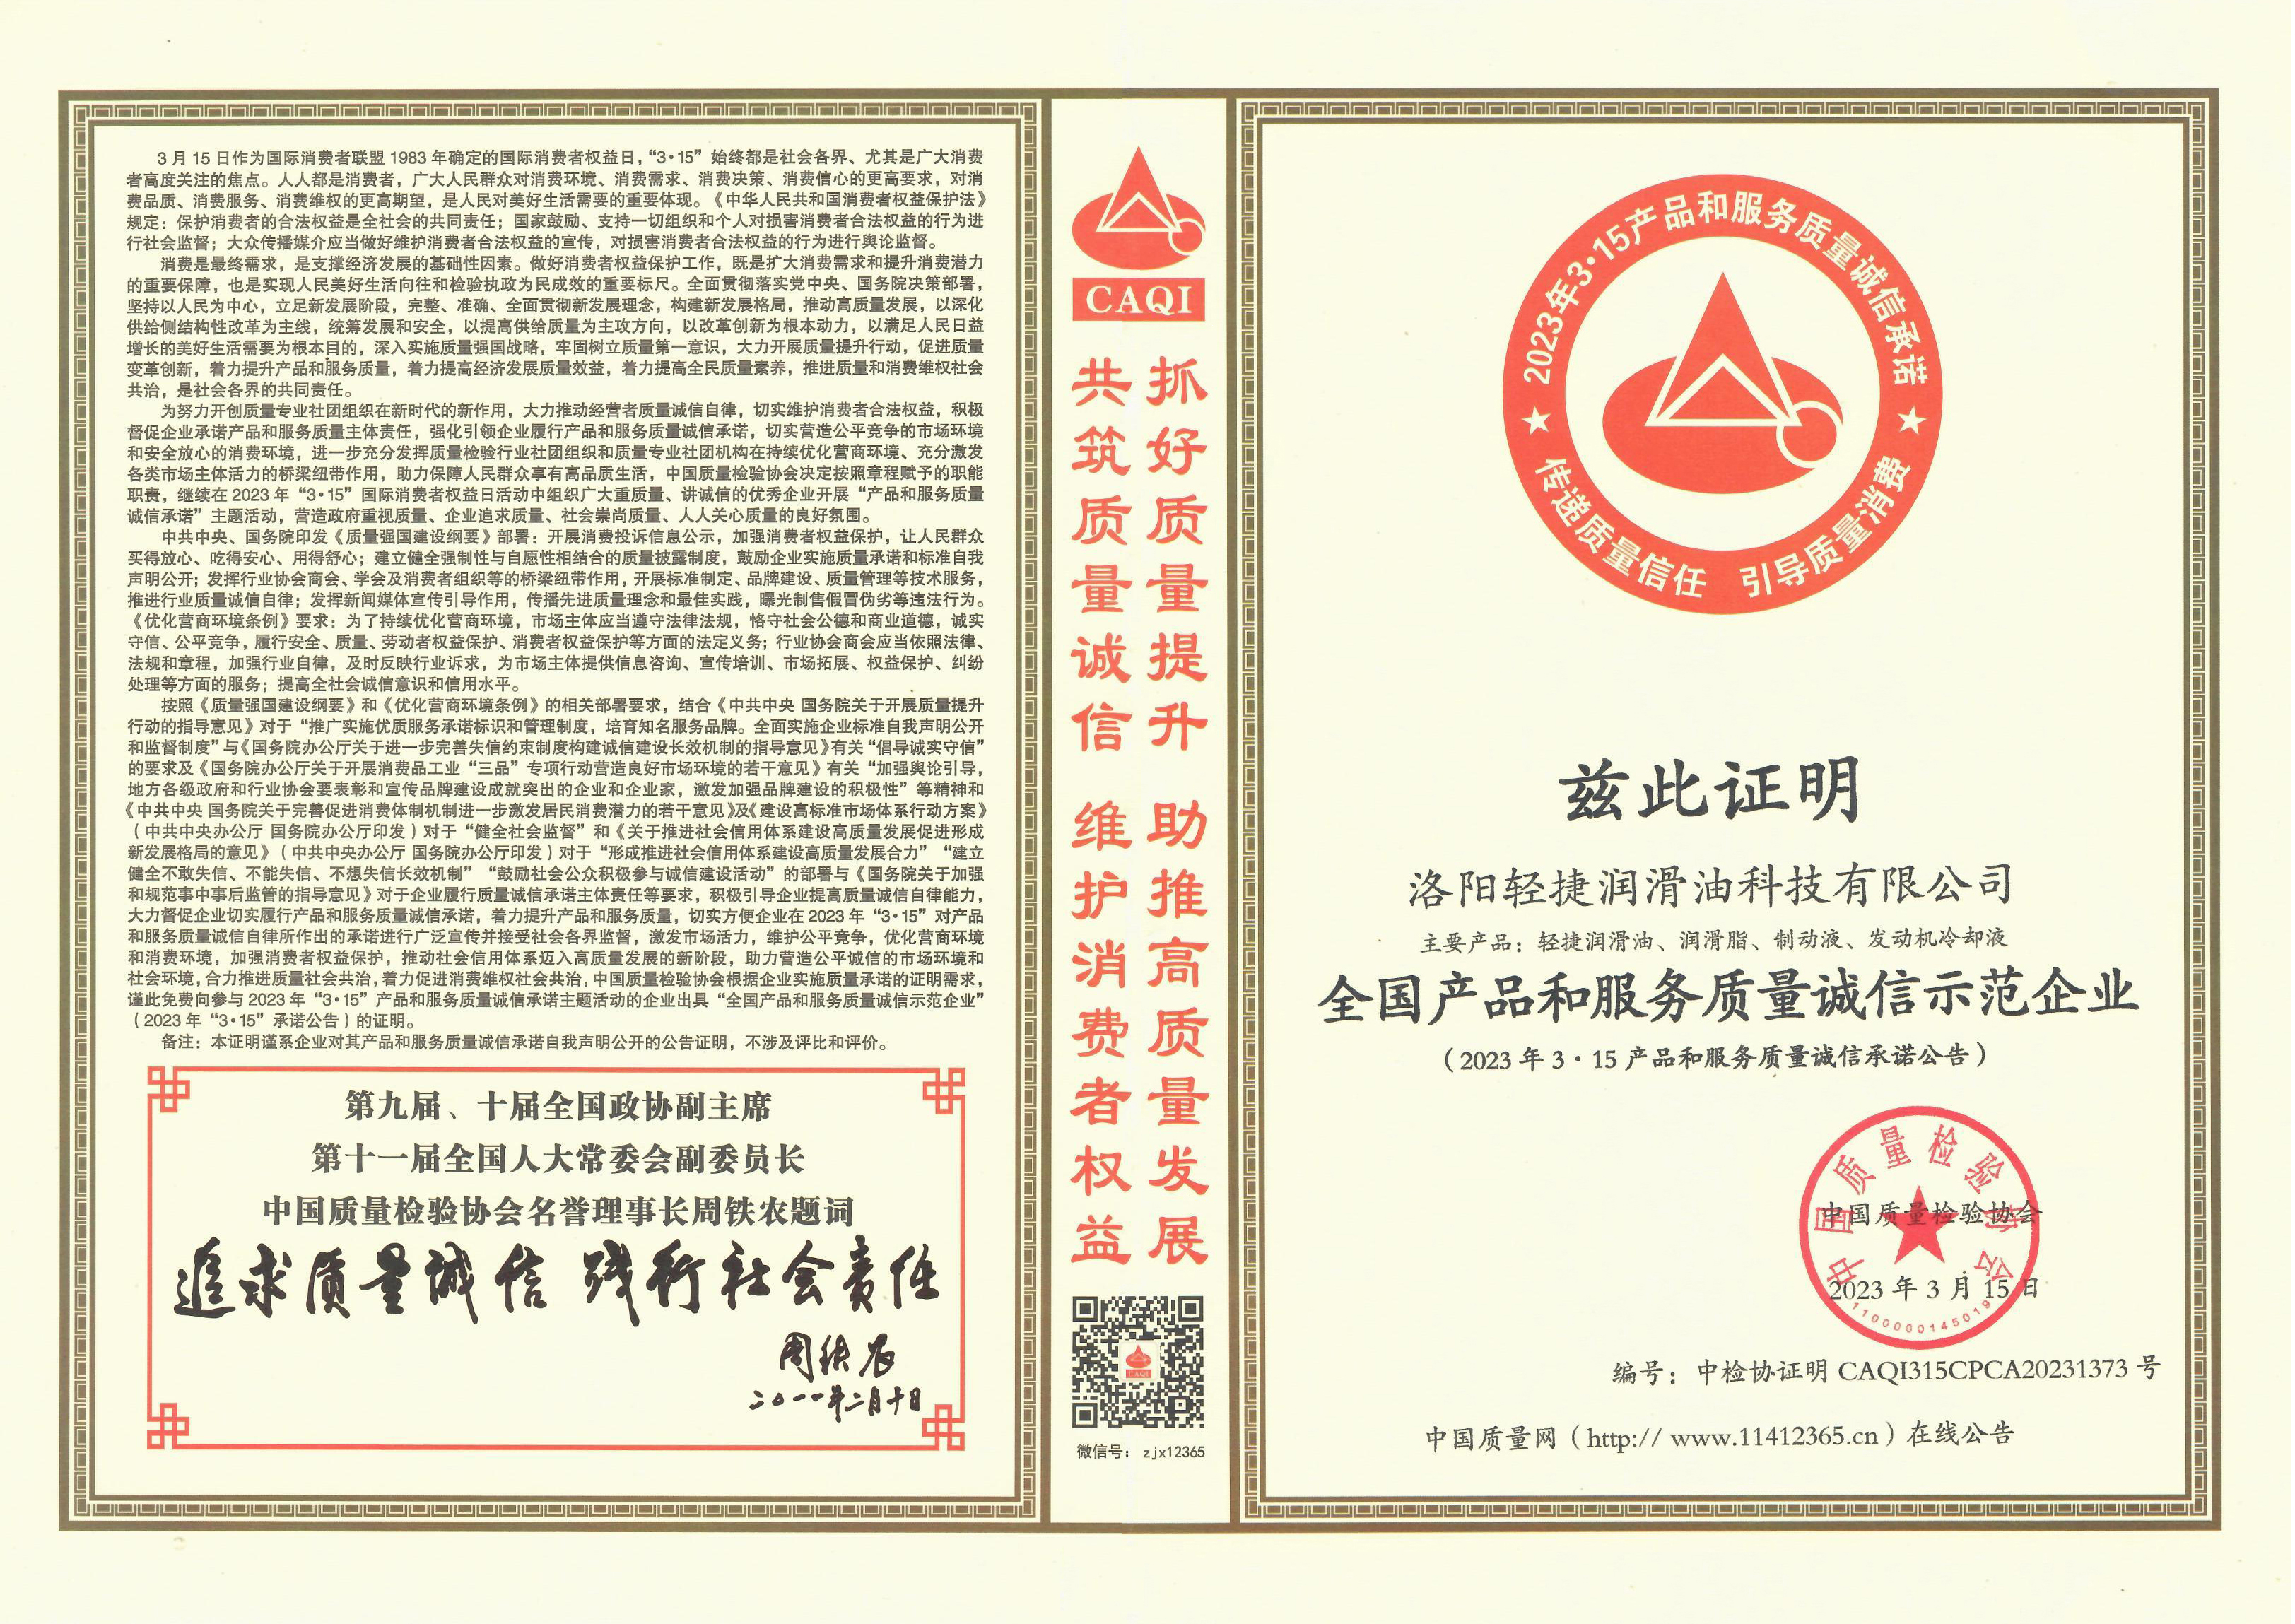 3月15日作为国际消费者联盟1983年确定的国际消费者权益日，“3·15”始终都是社会各界、尤其是广大消费
者高度关注的焦点。人人都是消费者，广大人民群众对消费环境、消费需求、消费决策、消费信心的更高要求，对消
费品质、消费服务、消费维权的更高期望，是人民对美好生活需要的重要体现。《中华人民共和国消费者权益保护法》
规定：保护消费者的合法权益是全社会的共同责任；国家鼓励、支持一切组织和个人对损害消费者合法权益的行为进
行社会监督；大众传播媒介应当做好维护消费者合法权益的宣传，对损害消费者合法权益的行为进行舆论监督。
消费是最终需求，是支撑经济发展的基础性因素。做好消费者权益保护工作，既是扩大消费需求和提升消费潜力
的重要保障，也是实现人民美好生活向往和检验执政为民成效的重要标尺。全面贯彻落实党中央、国务院决策部署，
坚持以人民为中心，立足新发展阶段，完整、准确、全面贯彻新发展理念，构建新发展格局，推动高质量发展，以深化
供给侧结构性改革为主线，统筹发展和安全，以提高供给质量为主攻方向，以改革创新为根本动力，以满足人民日益
增长的美好生活需要为根本目的，深入实施质量强国战略，牢固树立质量第一意识，大力开展质量提升行动，促进质量
变革创新，着力提升产品和服务质量，着力提高经济发展质量效益，着力提高全民质量素养，推进质量和消费维权社会
共治，是社会各界的共同责任。
为努力开创质量专业社团组织在新时代的新作用，大力推动经营者质量诚信自律，切实维护消费者合法权益，积极
督促企业承诺产品和服务质量主体责任，强化引领企业履行产品和服务质量诚信承诺，切实营造公平竞争的市场环境
和安全放心的消费环境，进一步充分发挥质量检验行业社团组织和质量专业社团机构在持续优化营商环境、充分激发
各类市场主体活力的桥梁纽带作用，助力保障人民群众享有高品质生活，中国质量检验协会决定按照章程赋予的职能
职责，继续在2023年“3·15”国际消费者权益日活动中组织广大重质量、讲诚信的优秀企业开展“产品和服务质量
诚信承诺”主题活动，营造政府重视质量、企业追求质量、社会崇尚质量、人人关心质量的良好氛围。
中共中央、国务院印发《质量强国建设纲要》部署：开展消费投诉信息公示，加强消费者权益保护，让人民群众
买得放心、吃得安心、用得舒心；建立健全强制性与自愿性相结合的质量披露制度，鼓励企业实施质量承诺和标准自我
声明公开；发挥行业协会商会、学会及消费者组织等的桥梁纽带作用，开展标准制定、品牌建设、质量管理等技术服务，
推进行业质量诚信自律；发挥新闻媒体宣传引导作用，传播先进质量理念和最佳实践，曝光制售假冒伪劣等违法行为。
《优化营商环境条例》要求：为了持续优化营商环境，市场主体应当遵守法律法规，恪守社会公德和商业道德，诚实
守信、公平竞争，履行安全、质量、劳动者权益保护、消费者权益保护等方面的法定义务；行业协会商会应当依照法律、
法规和章程，加强行业自律，及时反映行业诉求，为市场主体提供信息咨询、宣传培训、市场拓展、权益保护、纠纷
处理等方面的服务；提高全社会诚信意识和信用水平。
按照《质量强国建设纲要》和《优化营商环境条例》的相关部署要求，结合《中共中央 国务院关于开展质量提升
行动的指导意见》对于“推广实施优质服务承诺标识和管理制度，培育知名服务品牌。全面实施企业标准自我声明公开
和监督制度”与《国务院办公厅关于进一步完善失信约束制度构建诚信建设长效机制的指导意见》有关“倡导诚实守信”
的要求及《国务院办公厅关于开展消费品工业“三品”专项行动营造良好市场环境的若干意见》有关“加强舆论引导，
地方各级政府和行业协会要表彰和宣传品牌建设成就突出的企业和企业家，激发加强品牌建设的积极性”等精神和
《中共中央 国务院关于完善促进消费体制机制进一步激发居民消费潜力的若干意见》及《建设高标准市场体系行动方案》
（中共中央办公厅 国务院办公厅印发）对于“健全社会监督”和《关于推进社会信用体系建设高质量发展促进形成
新发展格局的意见》（中共中央办公厅 国务院办公厅印发）对于“形成推进社会信用体系建设高质量发展合力”“建立
健全不敢失信、不能失信、不想失信长效机制”“鼓励社会公众积极参与诚信建设活动”的部署与《国务院关于加强
和规范事中事后监管的指导意见》对于企业履行质量诚信承诺主体责任等要求，积极引导企业提高质量诚信自律能力，
大力督促企业切实履行产品和服务质量诚信承诺，着力提升产品和服务质量，切实方便企业在2023年“3·15”对产品
和服务质量诚信自律所作出的承诺进行广泛宣传并接受社会各界监督，激发市场活力，维护公平竞争，优化营商环境
和消费环境，加强消费者权益保护，推动社会信用体系迈入高质量发展的新阶段，助力营造公平诚信的市场环境和
社会环境，合力推进质量社会共治，着力促进消费维权社会共治，中国质量检验协会根据企业实施质量承诺的证明需求，
谨此免费向参与2023年“3·15”产品和服务质量诚信承诺主题活动的企业出具“全国产品和服务质量诚信示范企业”
（2023年“3·15”承诺公告）的证明。
备注：本证明谨系企业对其产品和服务质量诚信承诺自我声明公开的公告证明，不涉及评比和评价。
第九届、十届全国政协副主席
第十一届全国人大常委会副委员长
中国质量检验协会名誉理事长周铁农题词
追求质量诚信 践行社会责任
周铁农
二〇一一年二月十日
CAQI
抓好质量提升 助推高质量发展
共筑质量诚信 维护消费者权益
CAQI
微信号：zjx12365
2023年3·15产品和服务质量诚信承诺
★ 传递质量信任 引导质量消费 ★
兹此证明
洛阳轻捷润滑油科技有限公司
主要产品：轻捷润滑油、润滑脂、制动液、发动机冷却液
全国产品和服务质量诚信示范企业
（2023年3·15产品和服务质量诚信承诺公告）
中国质量检验协会
中国质量检验协会
2023年3月15日
1100000145019
编号：中检协证明CAQI315CPCA20231373号
中国质量网（http:// www.11412365.cn）在线公告